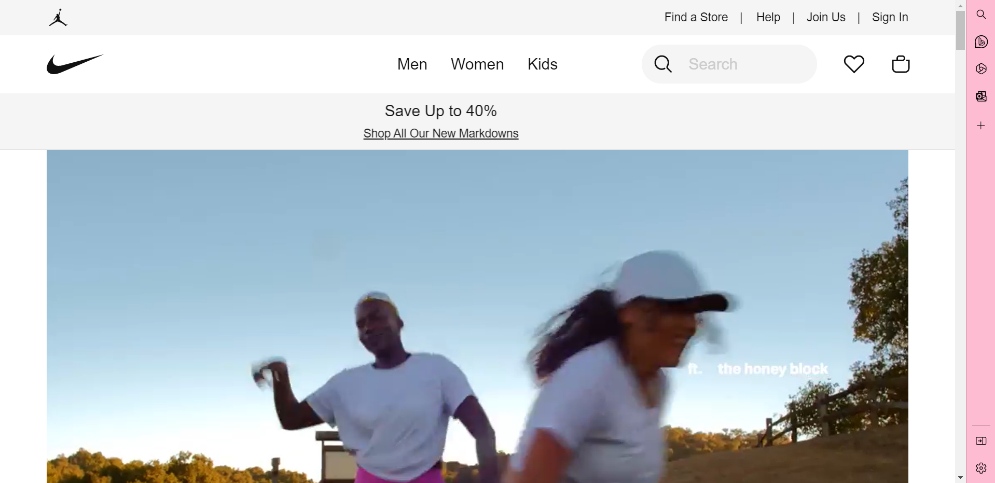 Find a Store | Help | Join Us | Sign In
Men Women Kids Search
Save Up to 40%
Shop All Our New Markdowns
ft. the honey block